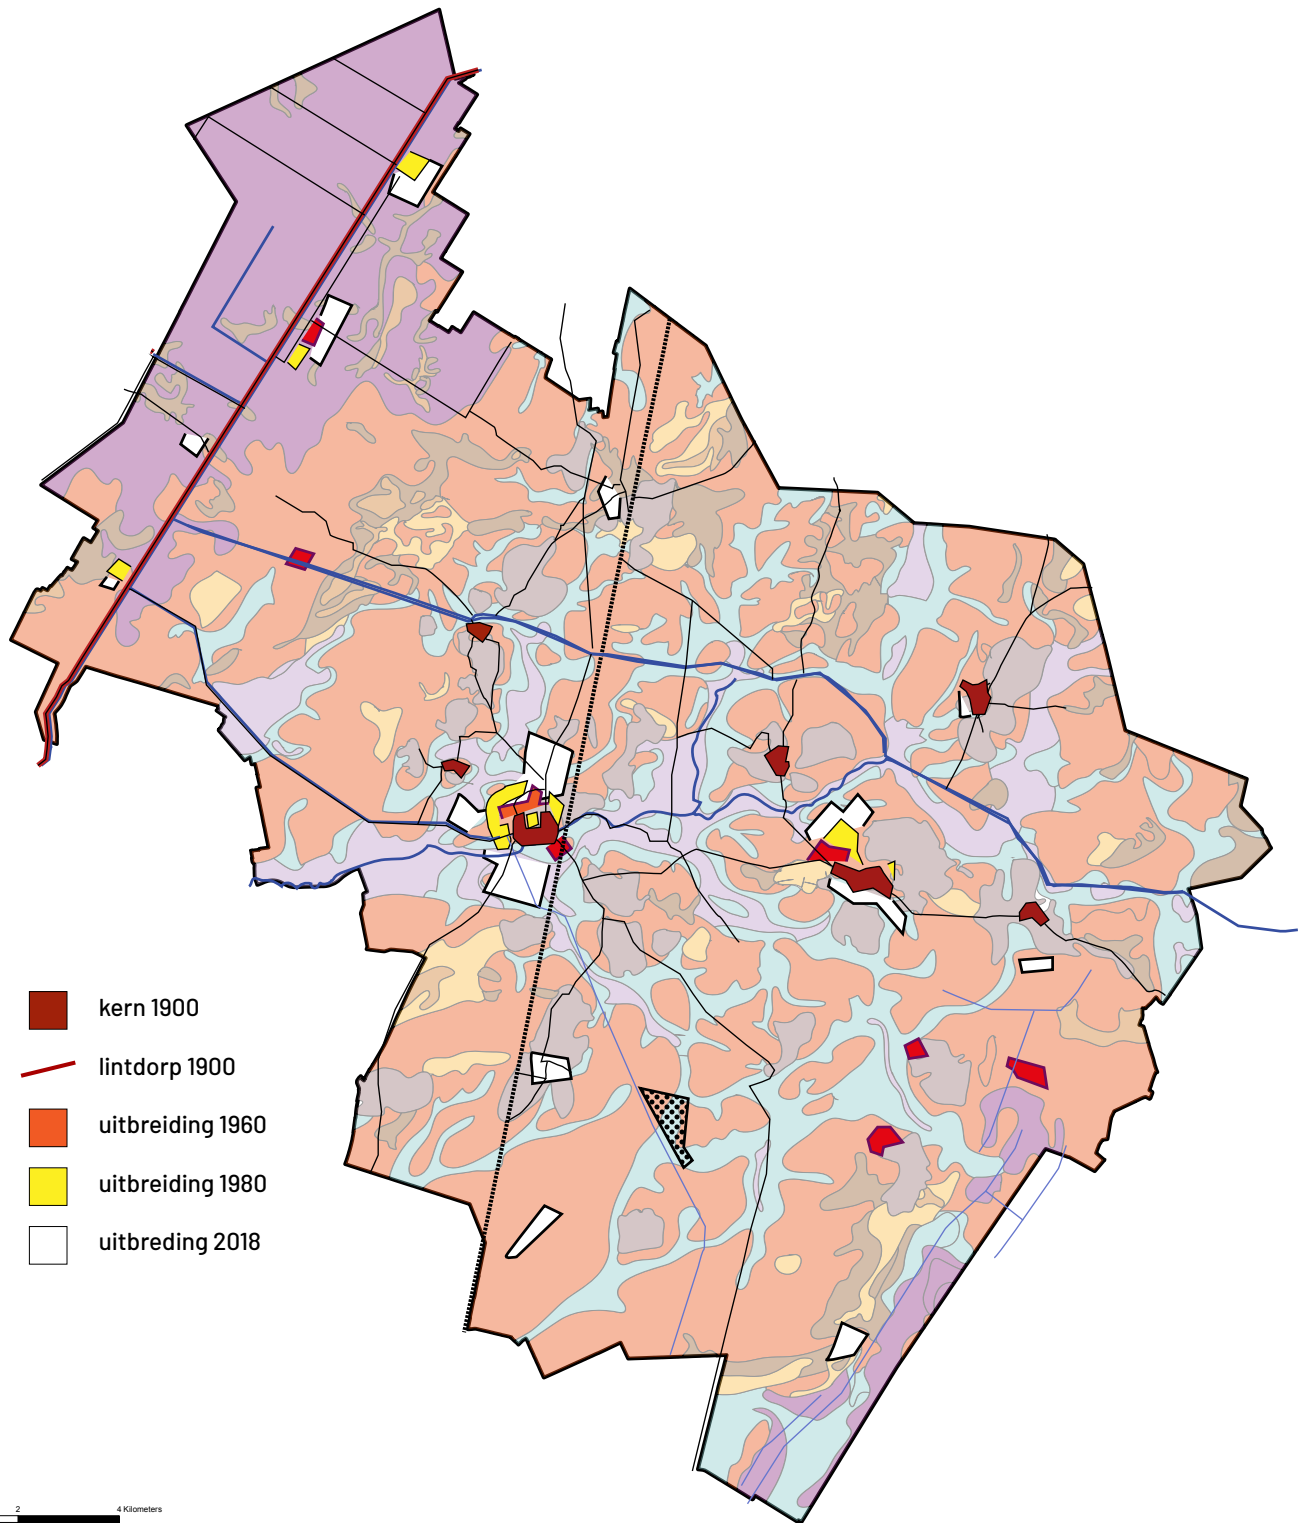 kern 1900
lintdorp 1900
uitbreiding 1960
uitbreiding 1980
uitbreding 2018
2 4 Kilometers